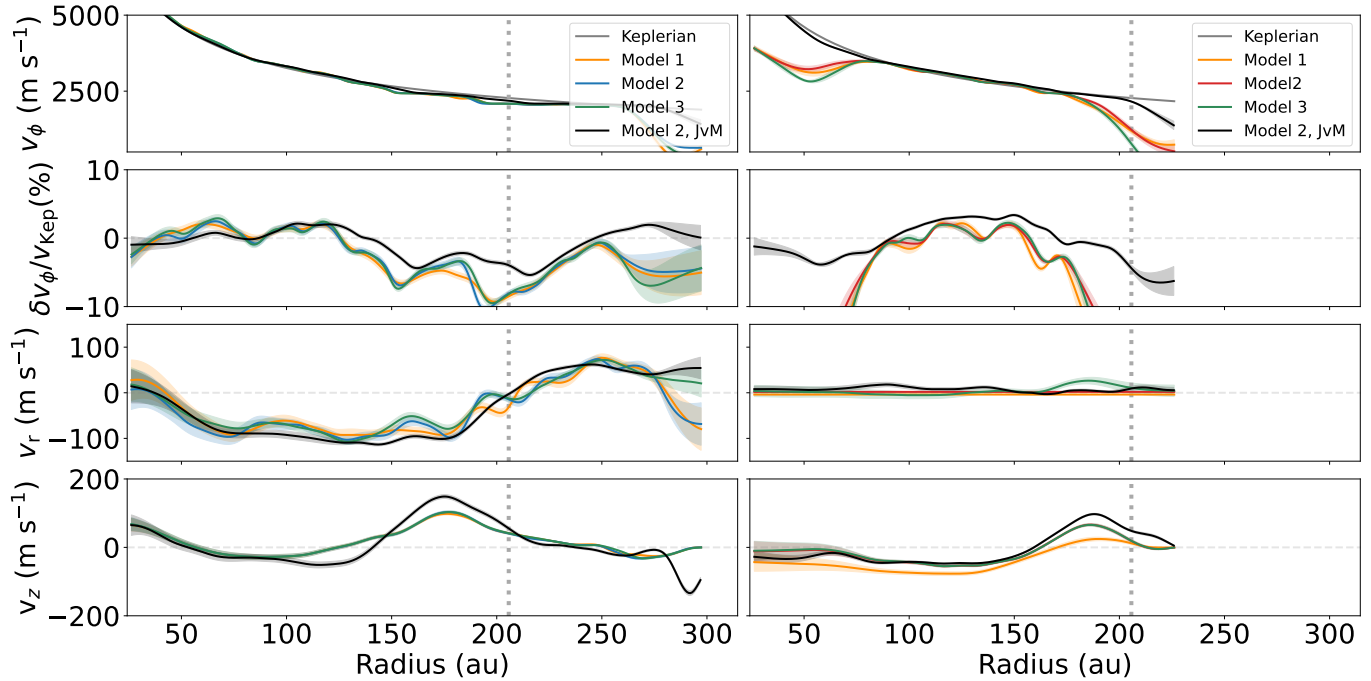 5000
2500
v_ϕ (m s⁻¹)
Keplerian
Model 1
Model 2
Model 3
Model 2, JvM
Keplerian
Model 1
Model2
Model 3
Model 2, JvM
10
0
−10
δv_ϕ/v_Kep(%)
100
0
−100
v_r (m s⁻¹)
200
0
−200
v_z (m s⁻¹)
50 100 150 200 250 300
Radius (au)
50 100 150 200 250 300
Radius (au)